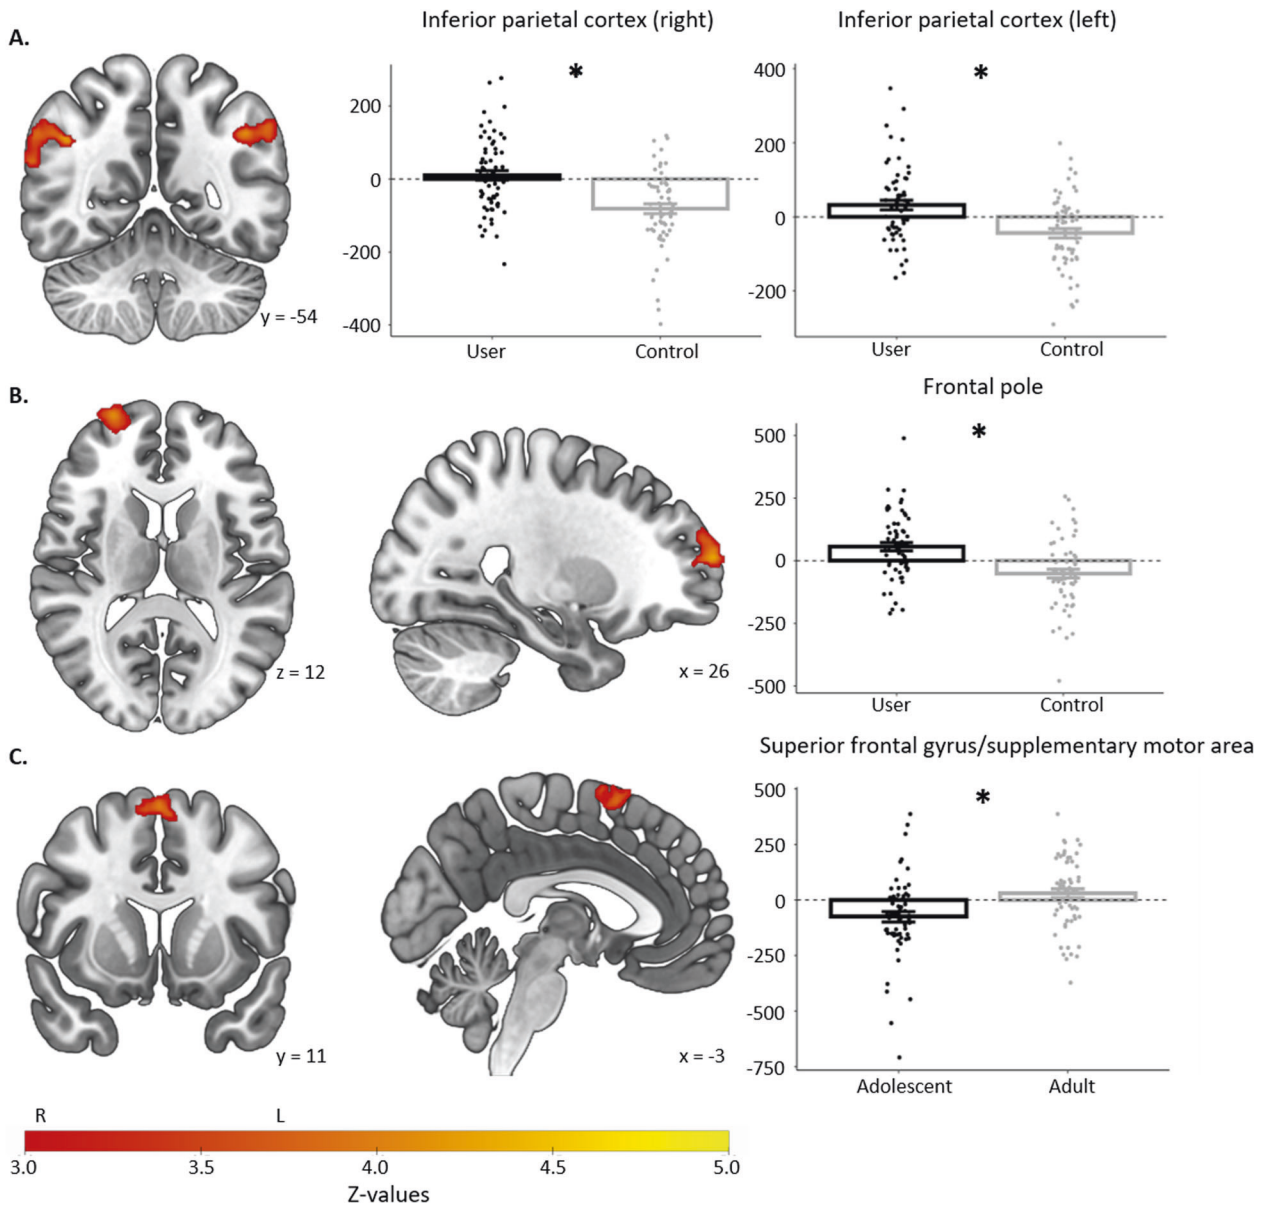 A.
Inferior parietal cortex (right)
Inferior parietal cortex (left)
*
*
200
0
-200
-400
400
200
0
-200
y = -54
User
Control
User
Control
B.
Frontal pole
*
500
250
0
-250
-500
z = 12
x = 26
User
Control
C.
Superior frontal gyrus/supplementary motor area
*
500
250
0
-250
-500
-750
y = 11
x = -3
Adolescent
Adult
R
L
3.0
3.5
4.0
4.5
5.0
Z-values